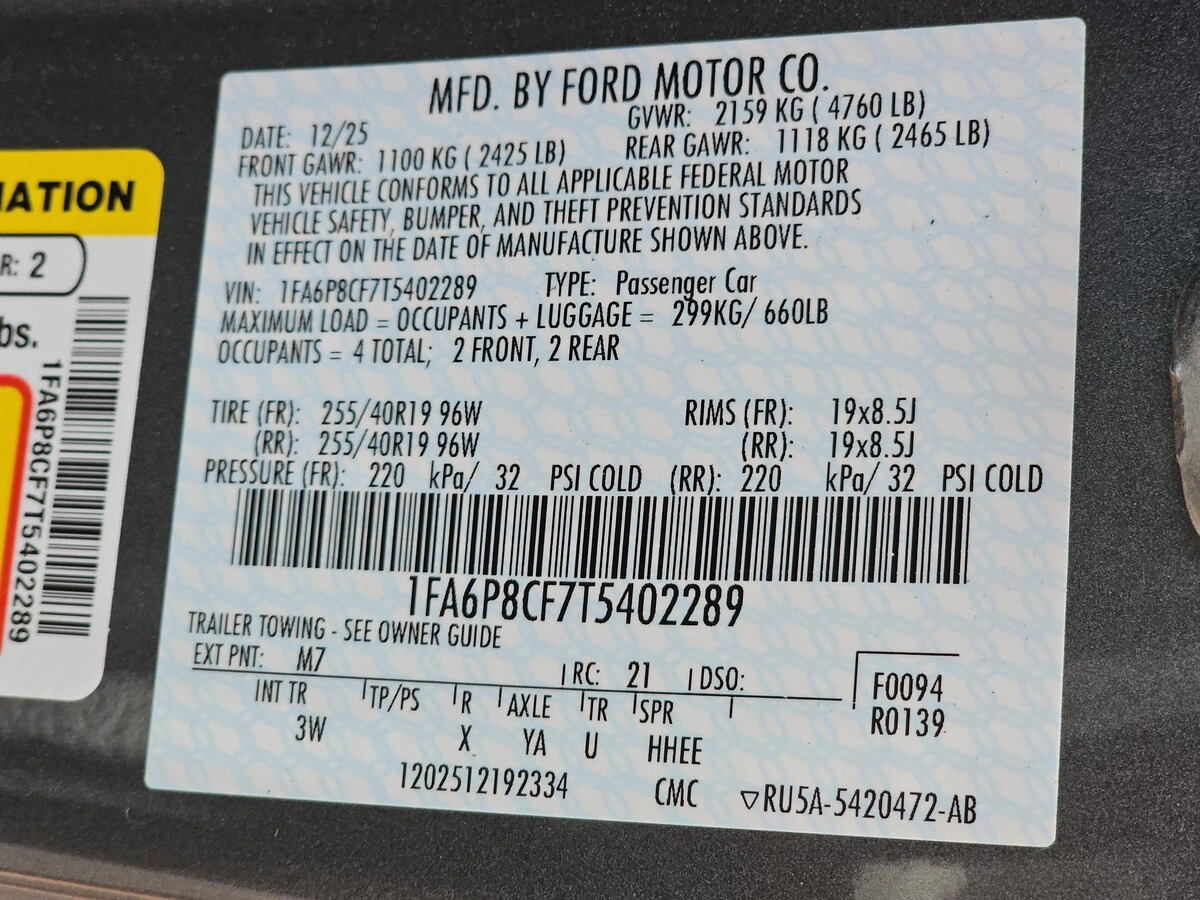 MFD. BY FORD MOTOR CO.
DATE: 12/25 GVWR: 2159 KG ( 4760 LB)
FRONT GAWR: 1100 KG ( 2425 LB) REAR GAWR: 1118 KG ( 2465 LB)
THIS VEHICLE CONFORMS TO ALL APPLICABLE FEDERAL MOTOR
VEHICLE SAFETY, BUMPER, AND THEFT PREVENTION STANDARDS
IN EFFECT ON THE DATE OF MANUFACTURE SHOWN ABOVE.
VIN: 1FA6P8CF7T5402289 TYPE: Passenger Car
MAXIMUM LOAD = OCCUPANTS + LUGGAGE = 299KG/ 660LB
OCCUPANTS = 4 TOTAL; 2 FRONT, 2 REAR
TIRE (FR): 255/40R19 96W RIMS (FR): 19x8.5J
(RR): 255/40R19 96W (RR): 19x8.5J
PRESSURE (FR): 220 kPa/ 32 PSI COLD (RR): 220 kPa/ 32 PSI COLD
1FA6P8CF7T5402289
TRAILER TOWING - SEE OWNER GUIDE
EXT PNT: M7 RC: 21 DSO:
F0094
R0139
INT TR TP/PS R AXLE TR SPR
3W X YA U HHEE
1202512192334 CMC ▽RU5A-5420472-AB
R: 2
bs.
1FA6P8CF7T5402289